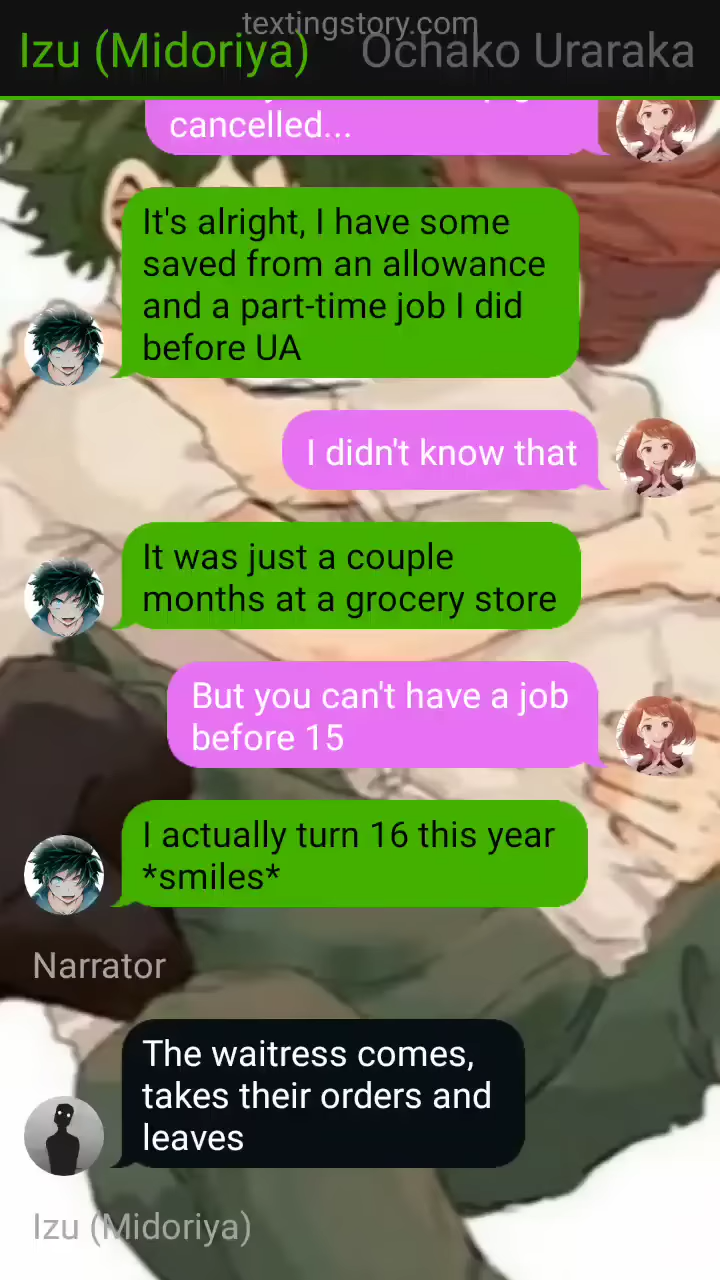 textingstory.com
Izu (Midoriya) Ochako Uraraka
cancelled...
It's alright, I have some
saved from an allowance
and a part-time job I did
before UA
I didn't know that
It was just a couple
months at a grocery store
But you can't have a job
before 15
I actually turn 16 this year
*smiles*
Narrator
The waitress comes,
takes their orders and
leaves
Izu (Midoriya)